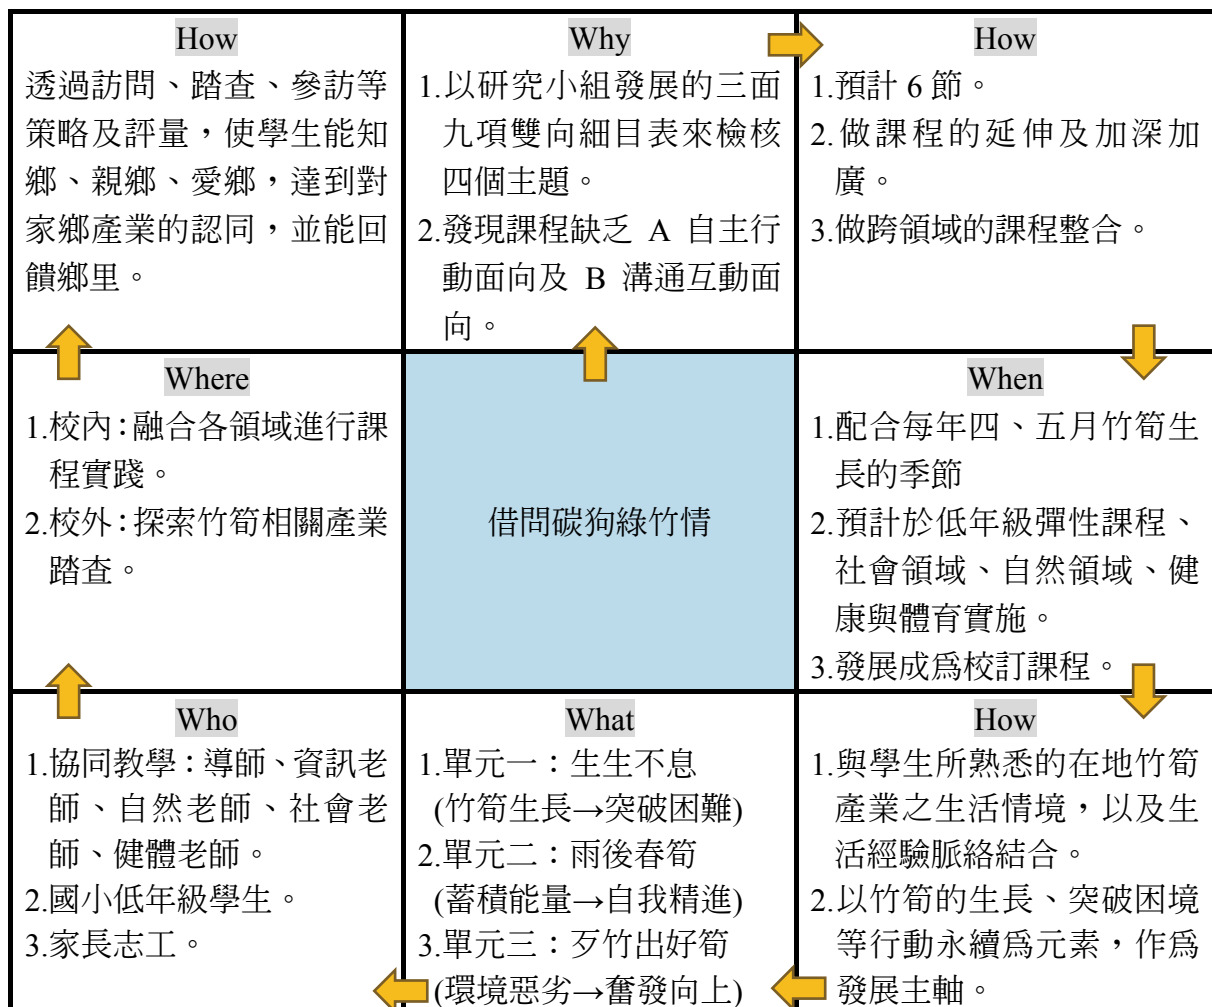 How
透過訪問、踏查、參訪等
策略及評量，使學生能知
鄉、親鄉、愛鄉，達到對
家鄉產業的認同，並能回
饋鄉里。
Why
1.以研究小組發展的三面
九項雙向細目表來檢核
四個主題。
2.發現課程缺乏 A 自主行
動面向及 B 溝通互動面
向。
How
1.預計 6 節。
2.做課程的延伸及加深加
廣。
3.做跨領域的課程整合。
Where
1.校內：融合各領域進行課
程實踐。
2.校外：探索竹筍相關產業
踏查。
借問碳狗綠竹情
When
1.配合每年四、五月竹筍生
長的季節
2.預計於低年級彈性課程、
社會領域、自然領域、健
康與體育實施。
3.發展成為校訂課程。
Who
1.協同教學：導師、資訊老
師、自然老師、社會老
師、健體老師。
2.國小低年級學生。
3.家長志工。
What
1.單元一：生生不息
(竹筍生長→突破困難)
2.單元二：雨後春筍
(蓄積能量→自我精進)
3.單元三：歹竹出好筍
(環境惡劣→奮發向上)
How
1.與學生所熟悉的在地竹筍
產業之生活情境，以及生
活經驗脈絡結合。
2.以竹筍的生長、突破困境
等行動永續為元素，作為
發展主軸。